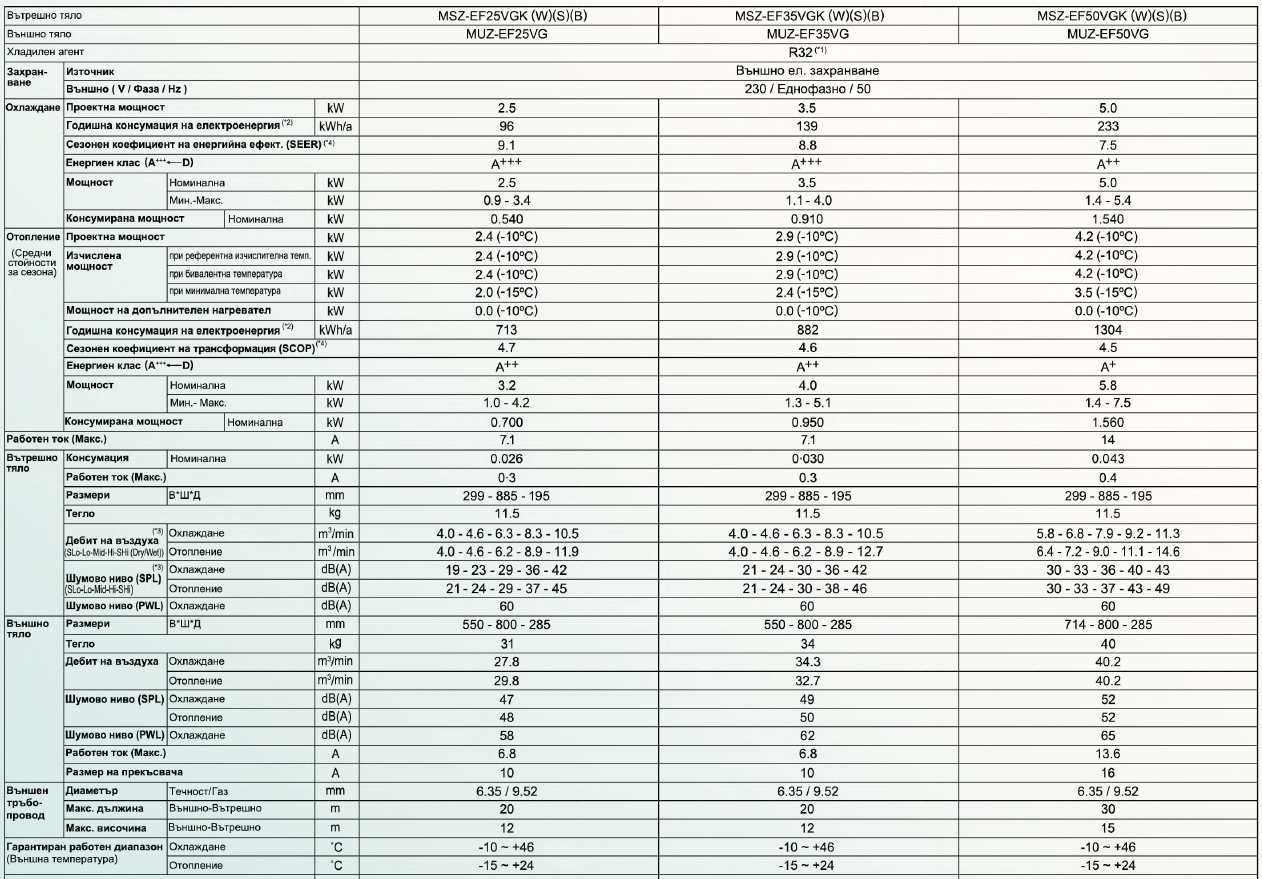 Вътрешно тяло MSZ-EF25VGK (W)(S)(B) MSZ-EF35VGK (W)(S)(B) MSZ-EF50VGK (W)(S)(B)
Външно тяло MUZ-EF25VG MUZ-EF35VG MUZ-EF50VG
Хладилен агент R32 (*1)
Захран-
ване
Източник Външно ел. захранване
Външно ( V / Фаза / Hz ) 230 / Еднофазно / 50
Охлаждане Проектна мощност kW 2.5 3.5 5.0
Годишна консумация на електроенергия (*2) kWh/a 96 139 233
Сезонен коефициент на енергийна ефект. (SEER) (*4) 9.1 8.8 7.5
Енергиен клас (A+++←D) A+++ A+++ A++
Мощност Номинална kW 2.5 3.5 5.0
Мин.-Макс. kW 0.9 - 3.4 1.1 - 4.0 1.4 - 5.4
Консумирана мощност Номинална kW 0.540 0.910 1.540
Отопление Проектна мощност kW 2.4 (-10ºC) 2.9 (-10ºC) 4.2 (-10ºC)
(Средни
стойности
за сезона)
Изчислена
мощност
при референтна изчислителна темп. kW 2.4 (-10ºC) 2.9 (-10ºC) 4.2 (-10ºC)
при бивалентна температура kW 2.4 (-10ºC) 2.9 (-10ºC) 4.2 (-10ºC)
при минимална температура kW 2.0 (-15ºC) 2.4 (-15ºC) 3.5 (-15ºC)
Мощност на допълнителен нагревател kW 0.0 (-10ºC) 0.0 (-10ºC) 0.0 (-10ºC)
Годишна консумация на електроенергия (*2) kWh/a 713 882 1304
Сезонен коефициент на трансформация (SCOP) (*4) 4.7 4.6 4.5
Енергиен клас (A+++←D) A++ A++ A+
Мощност Номинална kW 3.2 4.0 5.8
Мин.- Макс. kW 1.0 - 4.2 1.3 - 5.1 1.4 - 7.5
Консумирана мощност Номинална kW 0.700 0.950 1.560
Работен ток (Макс.) A 7.1 7.1 14
Вътрешно
тяло
Консумация Номинална kW 0.026 0·030 0.043
Работен ток (Макс.) A 0·3 0.3 0.4
Размери В*Ш*Д mm 299 - 885 - 195 299 - 885 - 195 299 - 885 - 195
Тегло kg 11.5 11.5 11.5
Дебит на въздуха (*3)
(SLo-Lo-Mid-Hi-SHi (Dry/Wet))
Охлаждане m³/min 4.0 - 4.6 - 6.3 - 8.3 - 10.5 4.0 - 4.6 - 6.3 - 8.3 - 10.5 5.8 - 6.8 - 7.9 - 9.2 - 11.3
Отопление m³/min 4.0 - 4.6 - 6.2 - 8.9 - 11.9 4.0 - 4.6 - 6.2 - 8.9 - 12.7 6.4 - 7.2 - 9.0 - 11.1 - 14.6
Шумово ниво (SPL) (*3)
(SLo-Lo-Mid-Hi-SHi)
Охлаждане dB(A) 19 - 23 - 29 - 36 - 42 21 - 24 - 30 - 36 - 42 30 - 33 - 36 - 40 - 43
Отопление dB(A) 21 - 24 - 29 - 37 - 45 21 - 24 - 30 - 38 - 46 30 - 33 - 37 - 43 - 49
Шумово ниво (PWL) Охлаждане dB(A) 60 60 60
Външно
тяло
Размери В*Ш*Д mm 550 - 800 - 285 550 - 800 - 285 714 - 800 - 285
Тегло kg 31 34 40
Дебит на въздуха Охлаждане m³/min 27.8 34.3 40.2
Отопление m³/min 29.8 32.7 40.2
Шумово ниво (SPL) Охлаждане dB(A) 47 49 52
Отопление dB(A) 48 50 52
Шумово ниво (PWL) Охлаждане dB(A) 58 62 65
Работен ток (Макс.) A 6.8 6.8 13.6
Размер на прекъсвача A 10 10 16
Външен
тръбо-
провод
Диаметър Течност/Газ mm 6.35 / 9.52 6.35 / 9.52 6.35 / 9.52
Макс. дължина Външно-Вътрешно m 20 20 30
Макс. височина Външно-Вътрешно m 12 12 15
Гарантиран работен диапазон
(Външна температура)
Охлаждане °C -10 ~ +46 -10 ~ +46 -10 ~ +46
Отопление °C -15 ~ +24 -15 ~ +24 -15 ~ +24